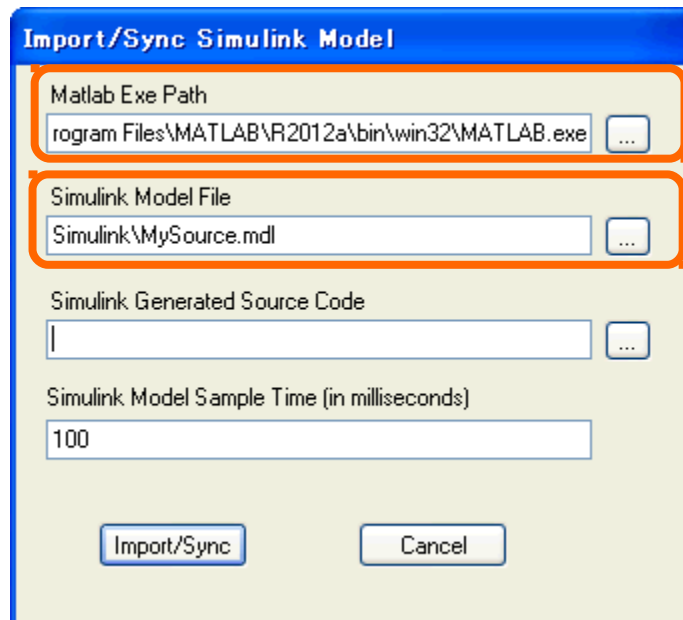 Import/Sync Simulink Model
Matlab Exe Path
rogram Files\MATLAB\R2012a\bin\win32\MATLAB.exe
...
Simulink Model File
Simulink\MySource.mdl
...
Simulink Generated Source Code
...
Simulink Model Sample Time (in milliseconds)
100
Import/Sync
Cancel